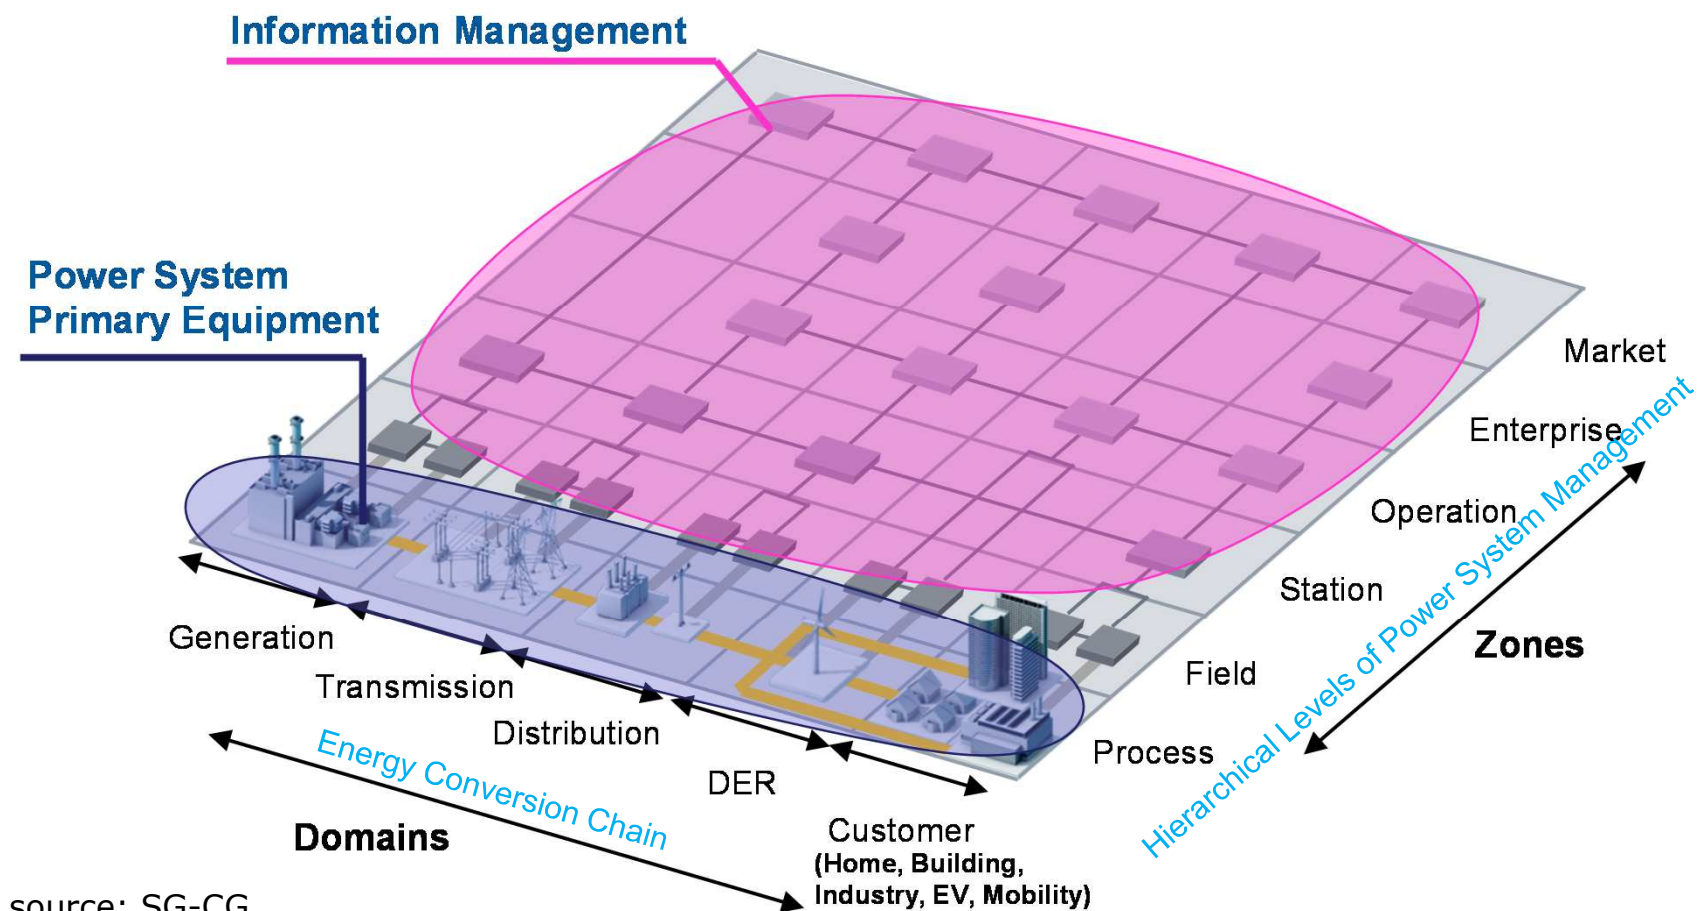 Information Management
Power System
Primary Equipment
Market
Enterprise
Operation
Station
Field
Process
Hierarchical Levels of Power System Management
Zones
Generation
Transmission
Distribution
DER
Customer
(Home, Building,
Industry, EV, Mobility)
Energy Conversion Chain
Domains
source: SG-CG